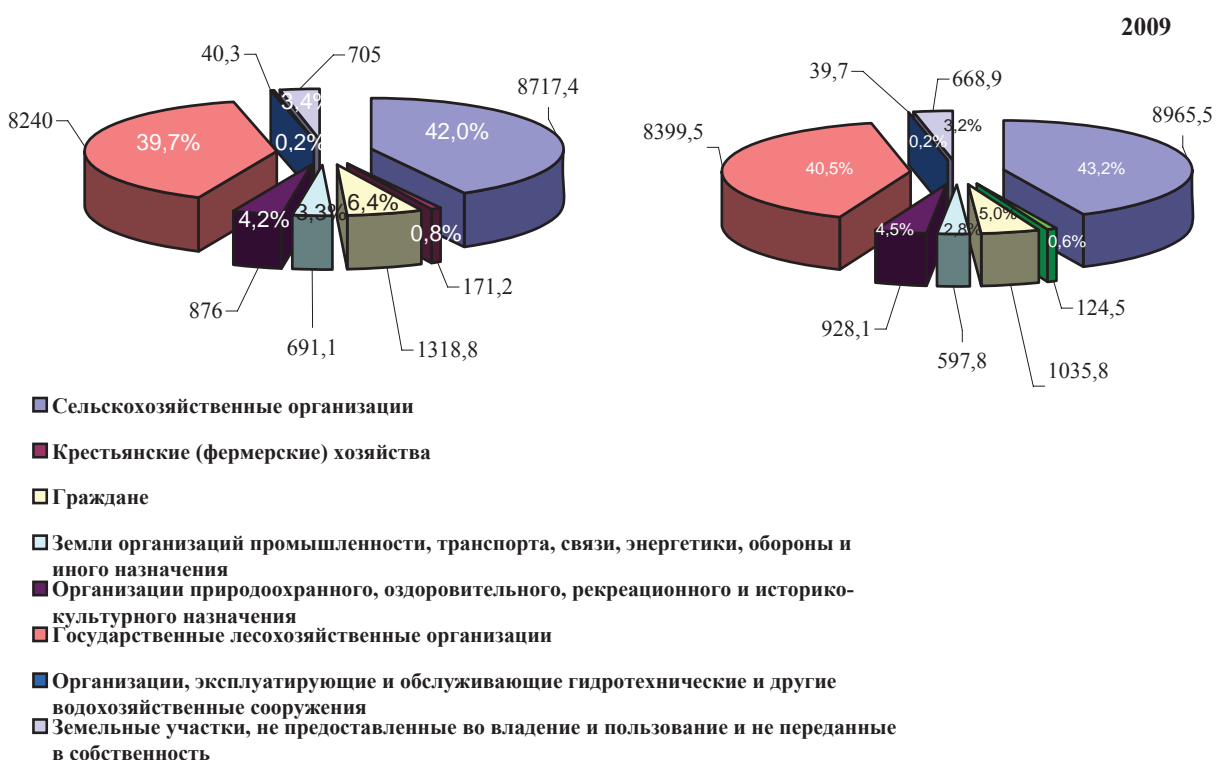 2009
40,3
705
8717,4
8240
39,7%
0,2%
3,4%
42,0%
4,2%
3,3%
6,4%
0,8%
876
691,1
1318,8
171,2
39,7
668,9
8965,5
8399,5
40,5%
0,2%
3,2%
43,2%
4,5%
2,8%
5,0%
0,6%
928,1
597,8
1035,8
124,5
Сельскохозяйственные организации
Крестьянские (фермерские) хозяйства
Граждане
Земли организаций промышленности, транспорта, связи, энергетики, обороны и
иного назначения
Организации природоохранного, оздоровительного, рекреационного и историко-
культурного назначения
Государственные лесохозяйственные организации
Организации, эксплуатирующие и обслуживающие гидротехнические и другие
водохозяйственные сооружения
Земельные участки, не предоставленные во владение и пользование и не переданные
в собственность